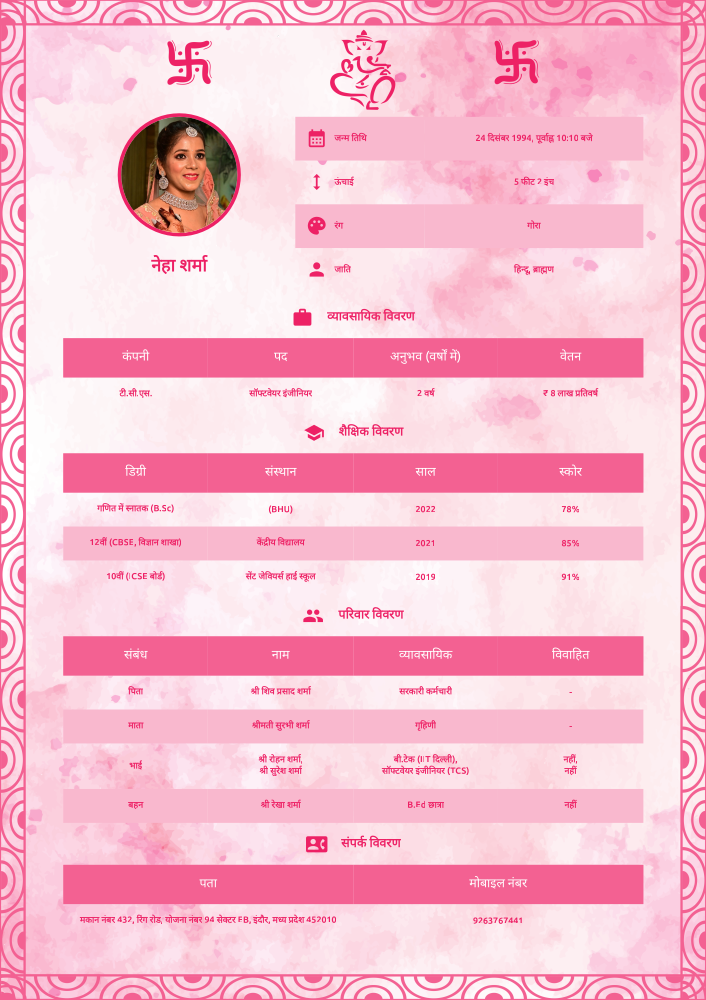 जन्म तिथि 24 दिसंबर 1994, पूर्वाह्न 10:10 बजे
ऊंचाई 5 फीट 2 इंच
रंग गोरा
जाति हिन्दू, ब्राह्मण
नेहा शर्मा
व्यावसायिक विवरण
कंपनी पद अनुभव (वर्षों में) वेतन
टी.सी.एस. सॉफ्टवेयर इंजीनियर 2 वर्ष ₹ 8 लाख प्रतिवर्ष
शैक्षिक विवरण
डिग्री संस्थान साल स्कोर
गणित में स्नातक (B.Sc) (BHU) 2022 78%
12वीं (CBSE, विज्ञान शाखा) केंद्रीय विद्यालय 2021 85%
10वीं (ICSE बोर्ड) सेंट जेवियर्स हाई स्कूल 2019 91%
परिवार विवरण
संबंध नाम व्यावसायिक विवाहित
पिता श्री शिव प्रसाद शर्मा सरकारी कर्मचारी -
माता श्रीमती सुरभी शर्मा गृहिणी -
भाई श्री रोहन शर्मा, बी.टेक (IIT दिल्ली), नहीं,
श्री सुरेश शर्मा सॉफ्टवेयर इंजीनियर (TCS) नहीं
बहन श्री रेखा शर्मा B.Ed छात्रा नहीं
संपर्क विवरण
पता मोबाइल नंबर
मकान नंबर 432, रिंग रोड, योजना नंबर 94 सेक्टर EB, इंदौर, मध्य प्रदेश 452010 9263767441